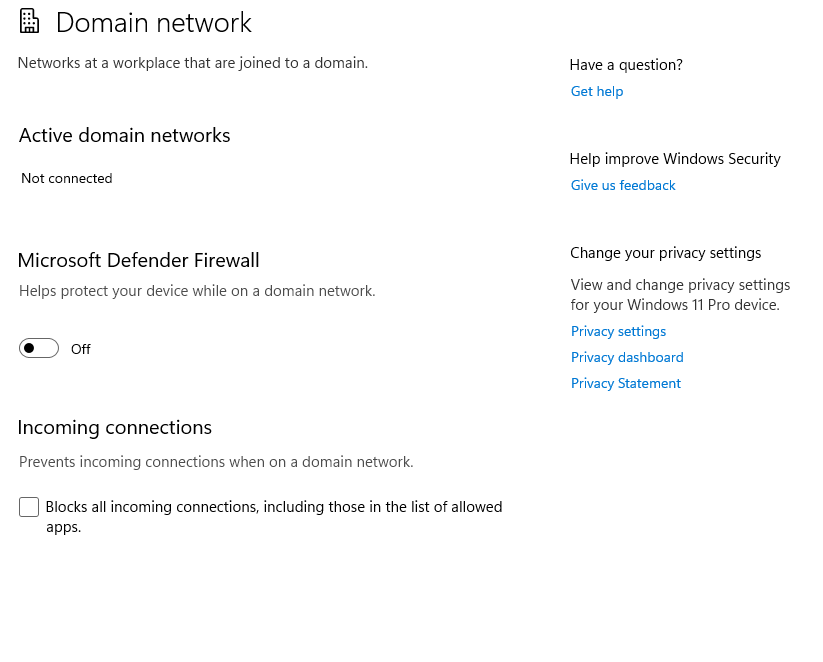 Domain network
Networks at a workplace that are joined to a domain.
Active domain networks
Not connected
Microsoft Defender Firewall
Helps protect your device while on a domain network.
Off
Incoming connections
Prevents incoming connections when on a domain network.
Blocks all incoming connections, including those in the list of allowed
apps.
Have a question?
Get help
Help improve Windows Security
Give us feedback
Change your privacy settings
View and change privacy settings
for your Windows 11 Pro device.
Privacy settings
Privacy dashboard
Privacy Statement